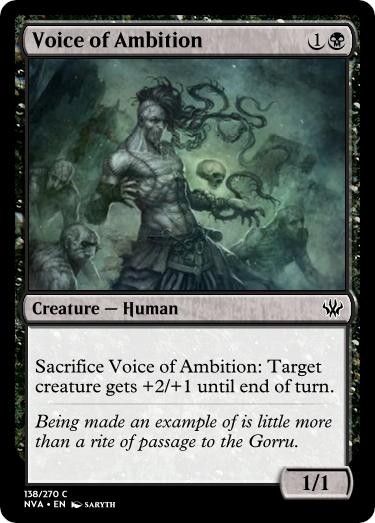 Voice of Ambition 1
Creature — Human
Sacrifice Voice of Ambition: Target
creature gets +2/+1 until end of turn.
Being made an example of is little more
than a rite of passage to the Gorru.
1/1
138/270 C
NVA • EN SARYTH